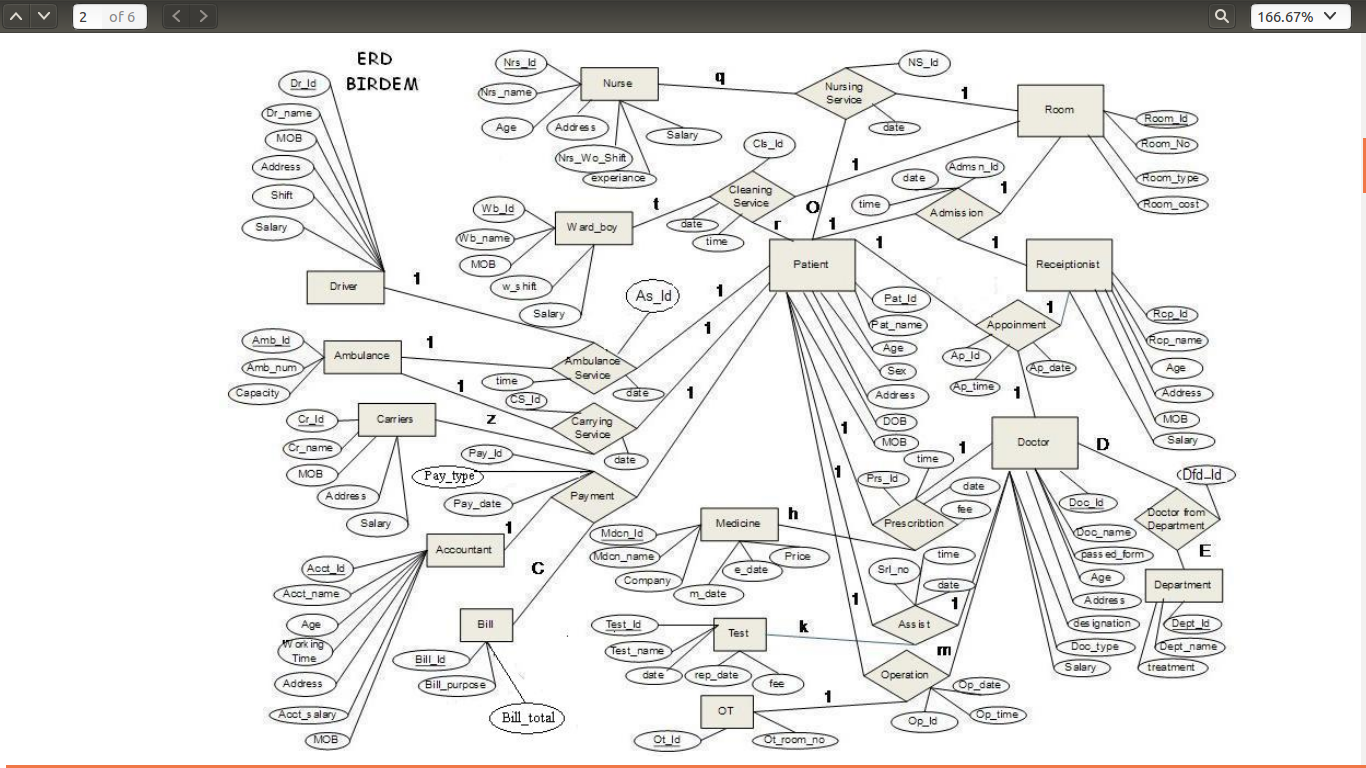 2 of 6
166.67%
ERD
BIRDEM
Dr_Id
Dr_name
MOB
Address
Shift
Salary
Driver
1
Nrs_Id
Nrs_name
Age
Address
Nrs_Wo_Shift
experiance
Salary
Nurse
q
Nursing
Service
NS_Id
date
1
Room
Room_Id
Room_No
Room_type
Room_cost
Cls_Id
Cleaning
Service
date
time
1
t
r
O
Wb_Id
Wb_name
MOB
w_shift
Salary
Ward_boy
Admsn_Id
date
time
Admission
1
1
1
Patient
Pat_Id
Pat_name
Age
Sex
Address
DOB
MOB
1
Receiptionist
Rcp_Id
Rcp_name
Age
Address
MOB
Salary
Appoinment
1
Ap_Id
Ap_time
Ap_date
1
As_Id
Ambulance
Service
time
date
1
Amb_Id
Amb_num
Capacity
Ambulance
1
1
CS_Id
Carrying
Service
date
1
Cr_Id
Cr_name
MOB
Address
Salary
Carriers
z
Pay_Id
Pay_type
Pay_date
Payment
1
1
C
Acct_Id
Acct_name
Age
Working
Time
Address
Acct_salary
MOB
Accountant
Bill
Bill_Id
Bill_purpose
Bill_total
Mdcn_Id
Mdcn_name
Company
m_date
e_date
Price
Medicine
h
Prs_Id
time
date
fee
Prescribtion
1
1
Doctor
Doc_Id
Doc_name
passed_form
Age
Address
designation
Doc_type
Salary
D
Dfd_Id
Doctor from
Department
E
Department
Dept_Id
Dept_name
treatment
Test_Id
Test_name
date
rep_date
fee
Test
k
Srl_no
time
date
Assist
1
1
Operation
m
1
Op_date
Op_time
Op_Id
OT
1
Ot_Id
Ot_room_no